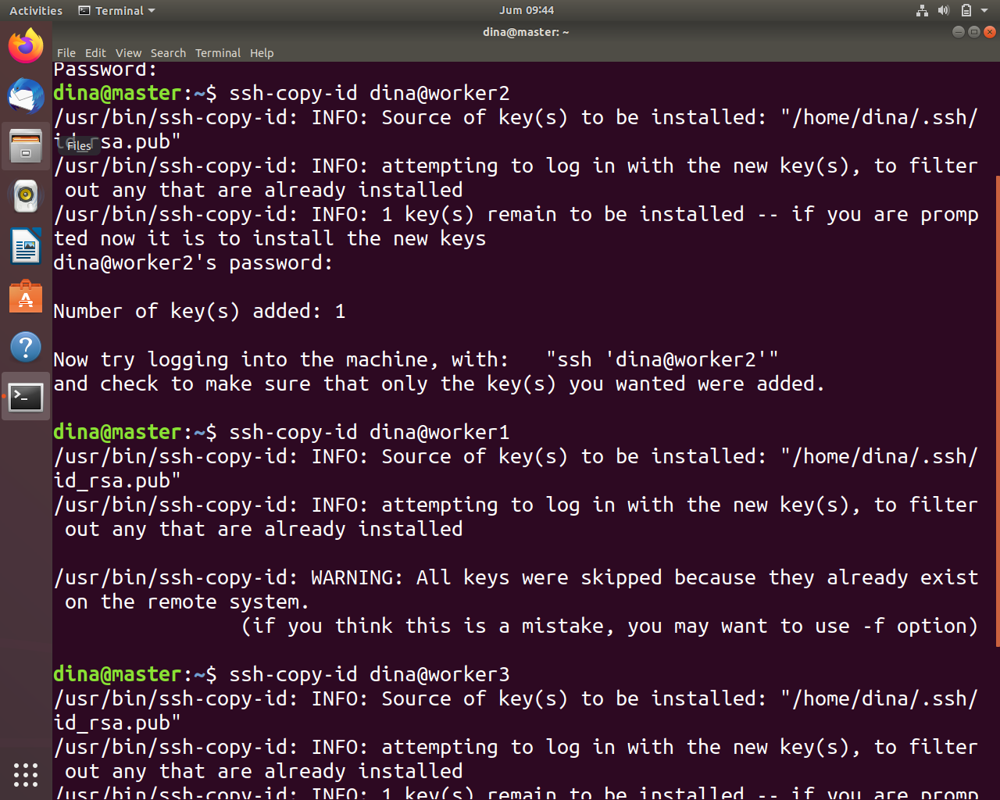 Activities Terminal Jum 09:44
dina@master: ~
File Edit View Search Terminal Help
Password:
dina@master:~$ ssh-copy-id dina@worker2
/usr/bin/ssh-copy-id: INFO: Source of key(s) to be installed: "/home/dina/.ssh/
id_rsa.pub"
Files
/usr/bin/ssh-copy-id: INFO: attempting to log in with the new key(s), to filter
 out any that are already installed
/usr/bin/ssh-copy-id: INFO: 1 key(s) remain to be installed -- if you are promp
ted now it is to install the new keys
dina@worker2's password:

Number of key(s) added: 1

Now try logging into the machine, with:   "ssh 'dina@worker2'"
and check to make sure that only the key(s) you wanted were added.

dina@master:~$ ssh-copy-id dina@worker1
/usr/bin/ssh-copy-id: INFO: Source of key(s) to be installed: "/home/dina/.ssh/
id_rsa.pub"
/usr/bin/ssh-copy-id: INFO: attempting to log in with the new key(s), to filter
 out any that are already installed

/usr/bin/ssh-copy-id: WARNING: All keys were skipped because they already exist
 on the remote system.
                (if you think this is a mistake, you may want to use -f option)

dina@master:~$ ssh-copy-id dina@worker3
/usr/bin/ssh-copy-id: INFO: Source of key(s) to be installed: "/home/dina/.ssh/
id_rsa.pub"
/usr/bin/ssh-copy-id: INFO: attempting to log in with the new key(s), to filter
 out any that are already installed
/usr/bin/ssh-copy-id: INFO: 1 key(s) remain to be installed -- if you are promp